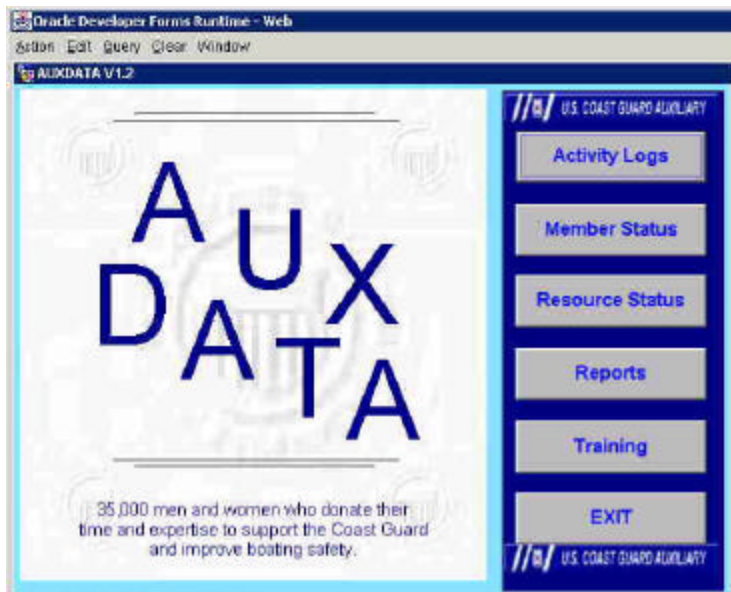 Oracle Developer Forms Runtime - Web
Action Edit Query Clear Window
AUXDATA V1.2
AUX
DATA
35,000 men and women who donate their
time and expertise to support the Coast Guard
and improve boating safety.
U.S. COAST GUARD AUXILIARY
Activity Logs
Member Status
Resource Status
Reports
Training
EXIT
U.S. COAST GUARD AUXILIARY